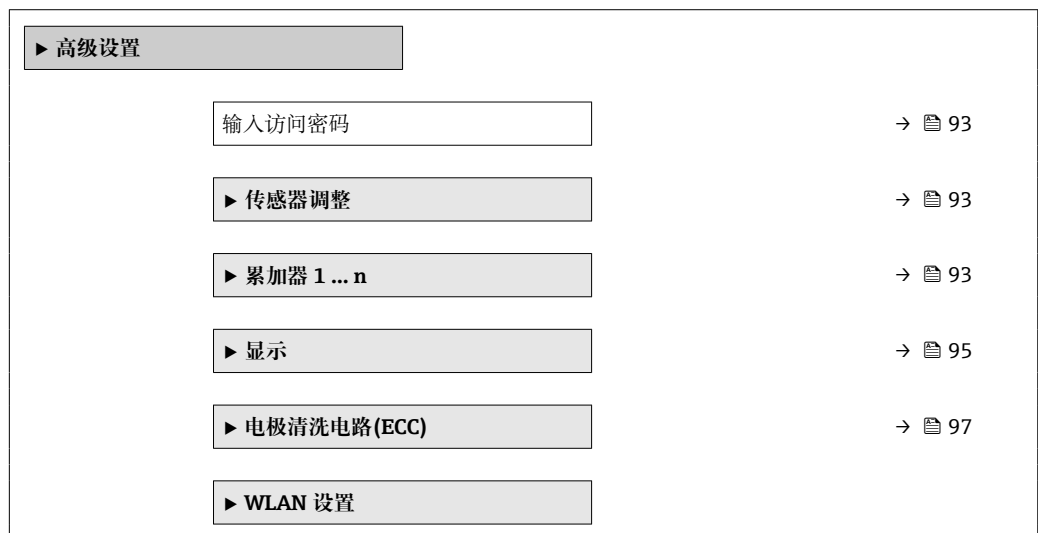 ▶ 高级设置
输入访问密码 → 🖹 93
▶ 传感器调整 → 🖹 93
▶ 累加器 1 ... n → 🖹 93
▶ 显示 → 🖹 95
▶ 电极清洗电路(ECC) → 🖹 97
▶ WLAN 设置